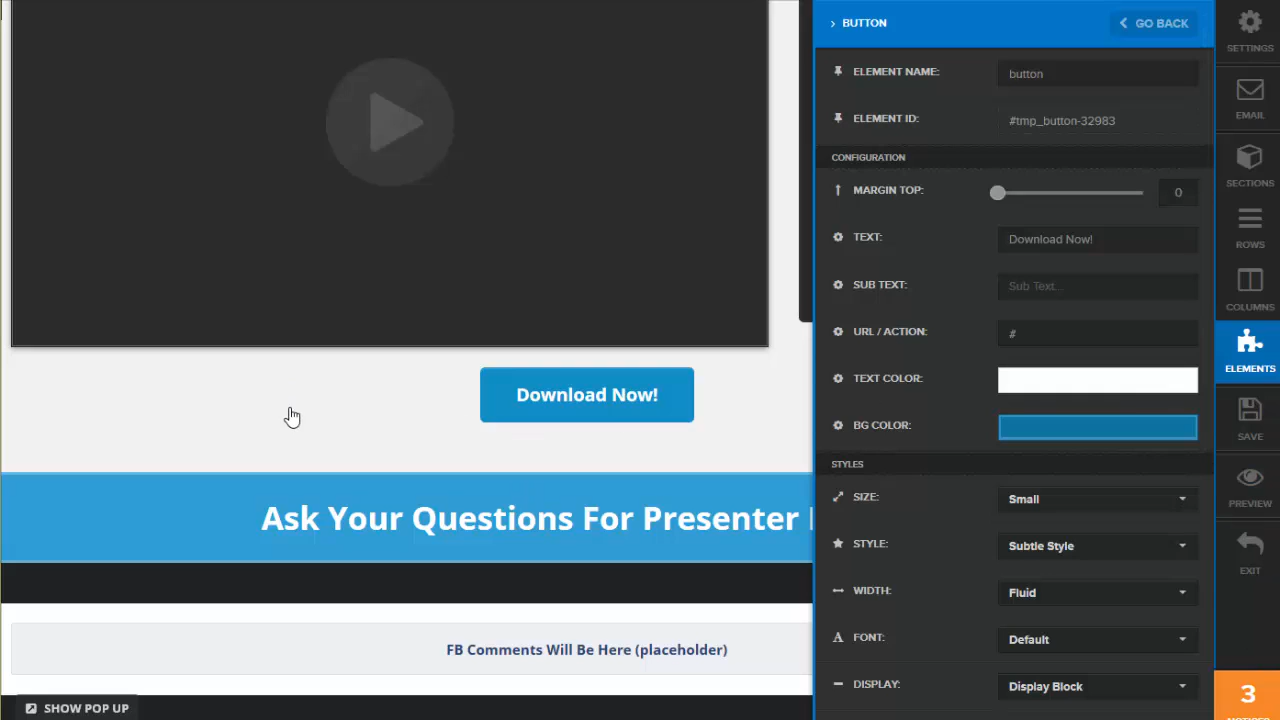 BUTTON
GO BACK
SETTINGS
ELEMENT NAME: button
EMAIL
ELEMENT ID: #tmp_button-32983
CONFIGURATION
SECTIONS
MARGIN TOP: 0
TEXT: Download Now!
ROWS
SUB TEXT: Sub Text...
COLUMNS
URL / ACTION: #
ELEMENTS
TEXT COLOR:
Download Now!
BG COLOR:
SAVE
STYLES
SIZE: Small
PREVIEW
Ask Your Questions For Presenter
STYLE: Subtle Style
EXIT
WIDTH: Fluid
FONT: Default
FB Comments Will Be Here (placeholder)
DISPLAY: Display Block
3
SHOW POP UP